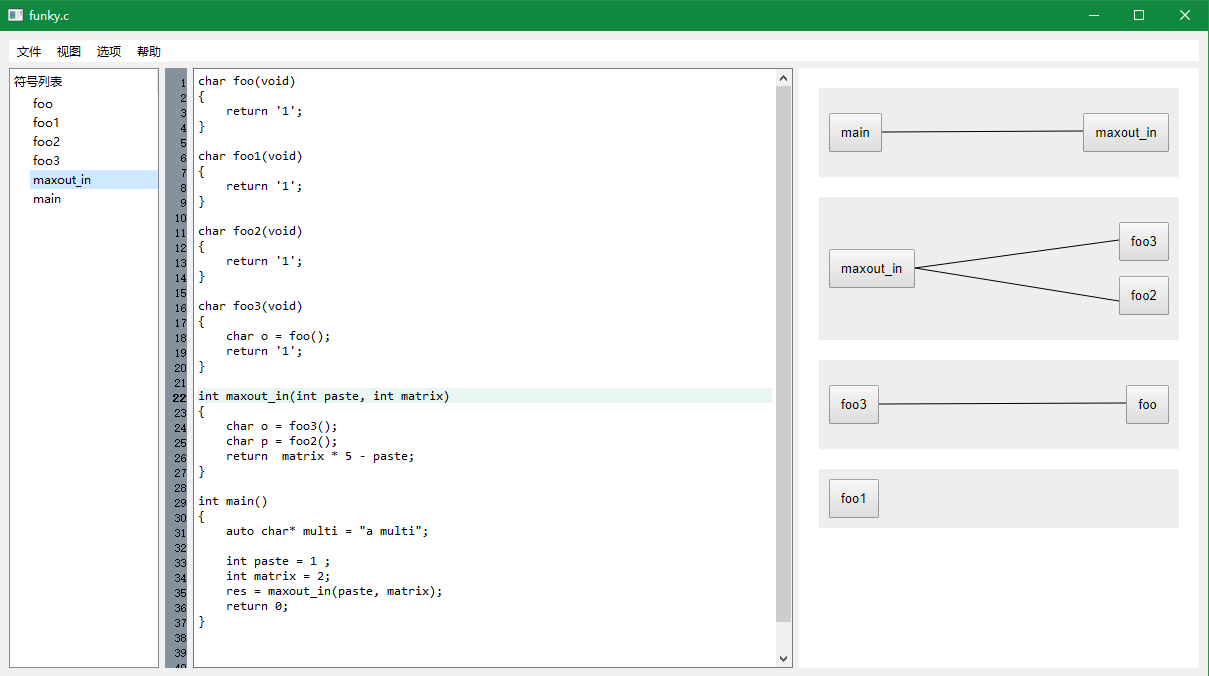 funky.c
文件 视图 选项 帮助
符号列表
foo
foo1
foo2
foo3
maxout_in
main
1 char foo(void)
2 {
3     return '1';
4 }
5
6 char foo1(void)
7 {
8     return '1';
9 }
10
11 char foo2(void)
12 {
13     return '1';
14 }
15
16 char foo3(void)
17 {
18     char o = foo();
19     return '1';
20 }
21
22 int maxout_in(int paste, int matrix)
23 {
24     char o = foo3();
25     char p = foo2();
26     return  matrix * 5 - paste;
27 }
28
29 int main()
30 {
31     auto char* multi = "a multi";
32
33     int paste = 1 ;
34     int matrix = 2;
35     res = maxout_in(paste, matrix);
36     return 0;
37 }
38
39
40
main maxout_in
maxout_in
foo3
foo2
foo3 foo
foo1